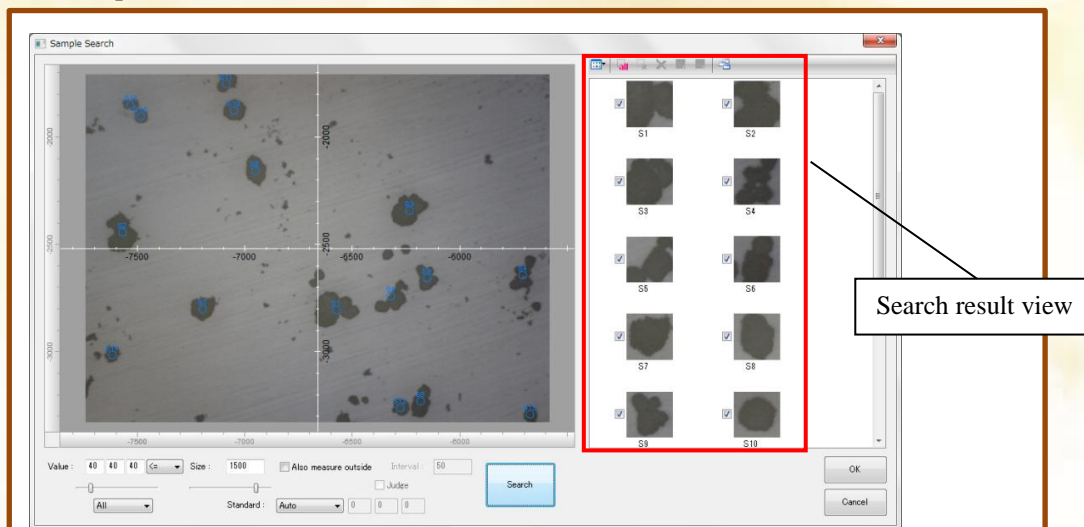 Sample Search
-2000
-2500
-3000
-2000
-2500
-3000
-7500
-7000
-6500
-6000
-7500
-7000
-6500
-6000
S1
S2
S3
S4
S5
S6
S7
S8
S9
S10
Search result view
Value : 40 40 40 <= Size : 1500 Also measure outside Interval : 50
Judge
All Standard : Auto 0 0 0
Search
OK
Cancel